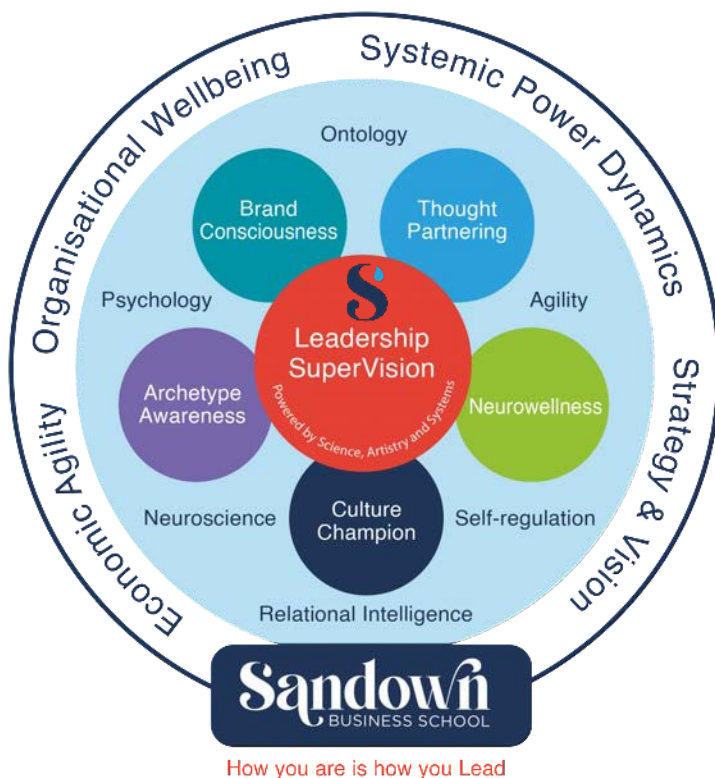 Organisational Wellbeing
Systemic Power Dynamics
Ontology
Brand
Consciousness
Thought
Partnering
Psychology
Agility
S
Leadership
SuperVision
Powered by Science, Artistry and Systems
Archetype
Awareness
Neurowellness
Economic Agility
Strategy & Vision
Neuroscience
Culture
Champion
Self-regulation
Relational Intelligence
Sandown
BUSINESS SCHOOL
How you are is how you Lead